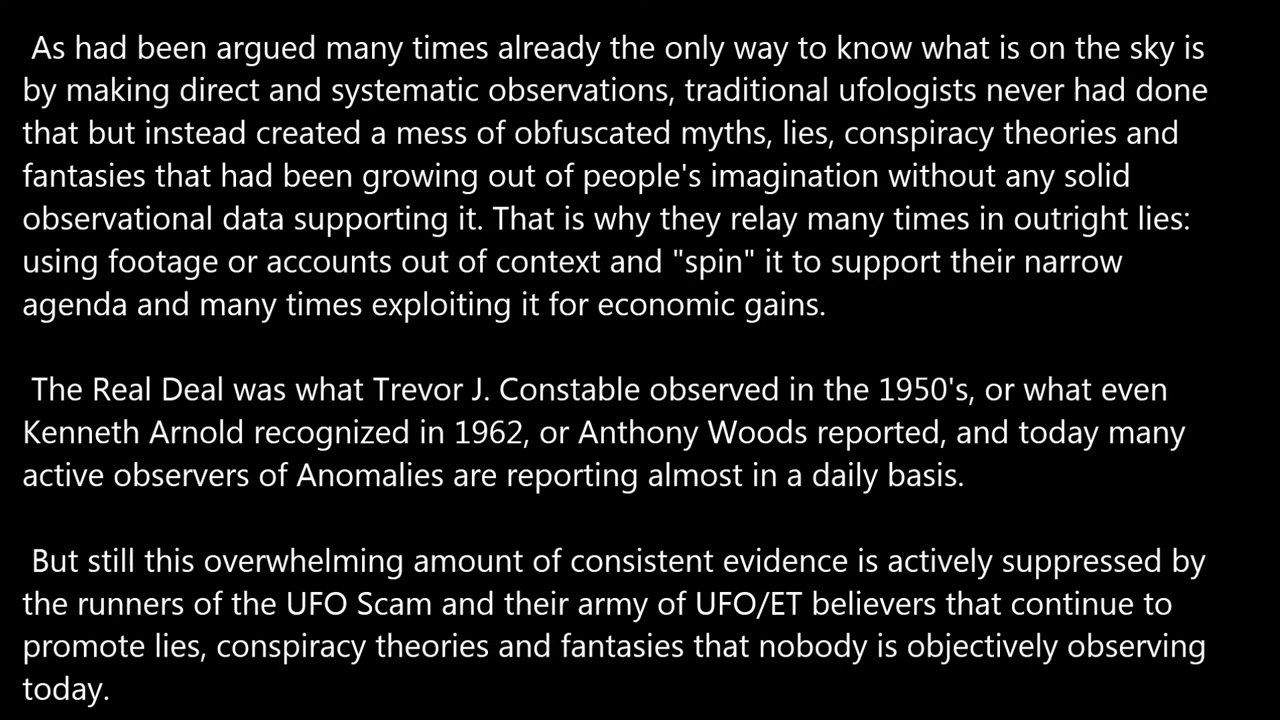 As had been argued many times already the only way to know what is on the sky is
by making direct and systematic observations, traditional ufologists never had done
that but instead created a mess of obfuscated myths, lies, conspiracy theories and
fantasies that had been growing out of people's imagination without any solid
observational data supporting it. That is why they relay many times in outright lies:
using footage or accounts out of context and "spin" it to support their narrow
agenda and many times exploiting it for economic gains.
The Real Deal was what Trevor J. Constable observed in the 1950's, or what even
Kenneth Arnold recognized in 1962, or Anthony Woods reported, and today many
active observers of Anomalies are reporting almost in a daily basis.
But still this overwhelming amount of consistent evidence is actively suppressed by
the runners of the UFO Scam and their army of UFO/ET believers that continue to
promote lies, conspiracy theories and fantasies that nobody is objectively observing
today.